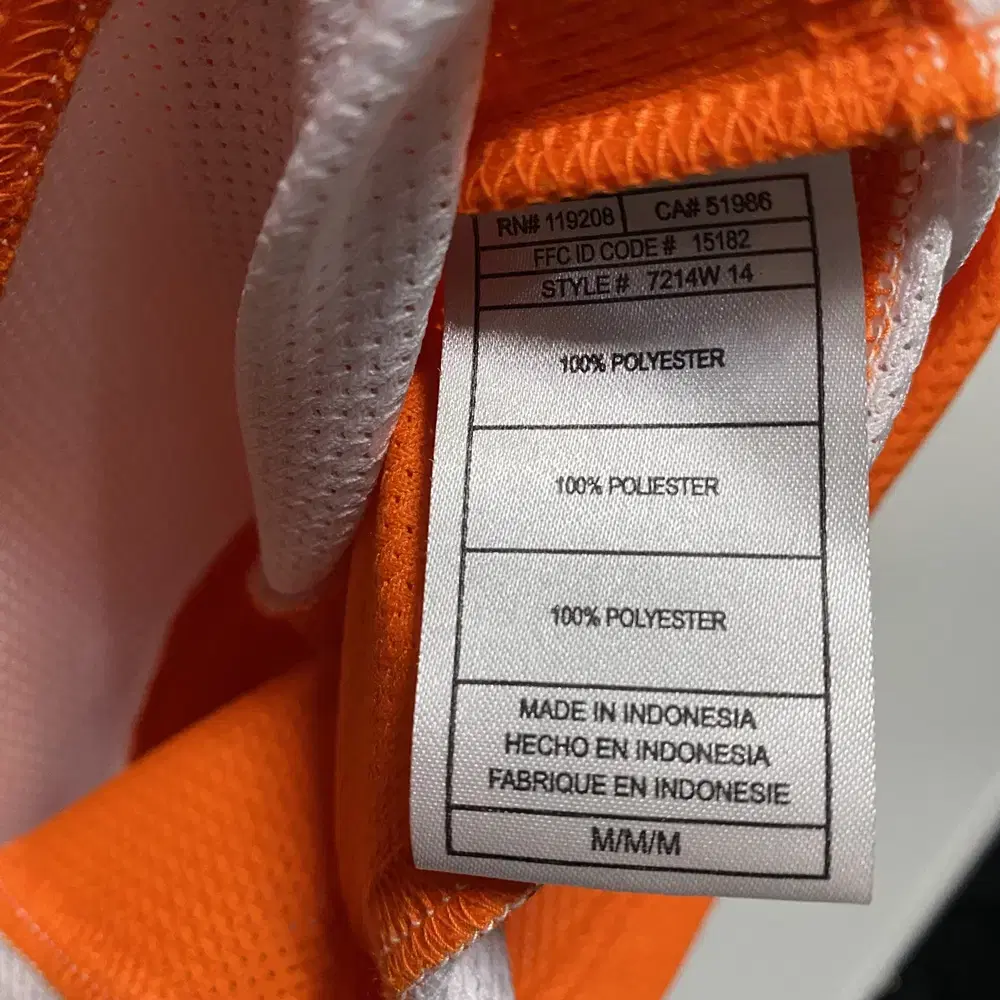 RN# 119208 CA# 51986
FFC ID CODE # 15182
STYLE# 7214W 14
100% POLYESTER
100% POLIESTER
100% POLYESTER
MADE IN INDONESIA
HECHO EN INDONESIA
FABRIQUE EN INDONESIE
M/M/M